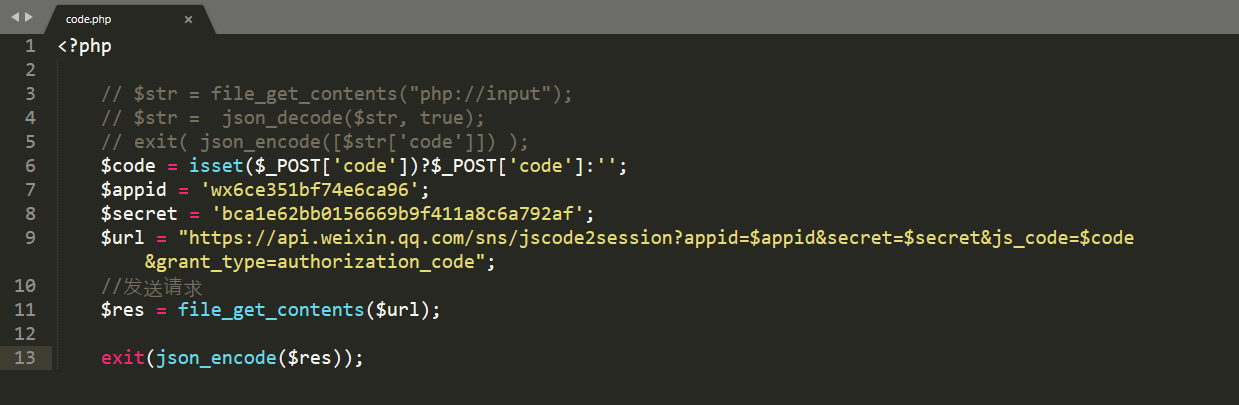 code.php ×
1 <?php
2
3 // $str = file_get_contents("php://input");
4 // $str =  json_decode($str, true);
5 // exit( json_encode([$str['code']]) );
6 $code = isset($_POST['code'])?$_POST['code']:'';
7 $appid = 'wx6ce351bf74e6ca96';
8 $secret = 'bca1e62bb0156669b9f411a8c6a792af';
9 $url = "https://api.weixin.qq.com/sns/jscode2session?appid=$appid&secret=$secret&js_code=$code
&grant_type=authorization_code";
10 //发送请求
11 $res = file_get_contents($url);
12
13 exit(json_encode($res));